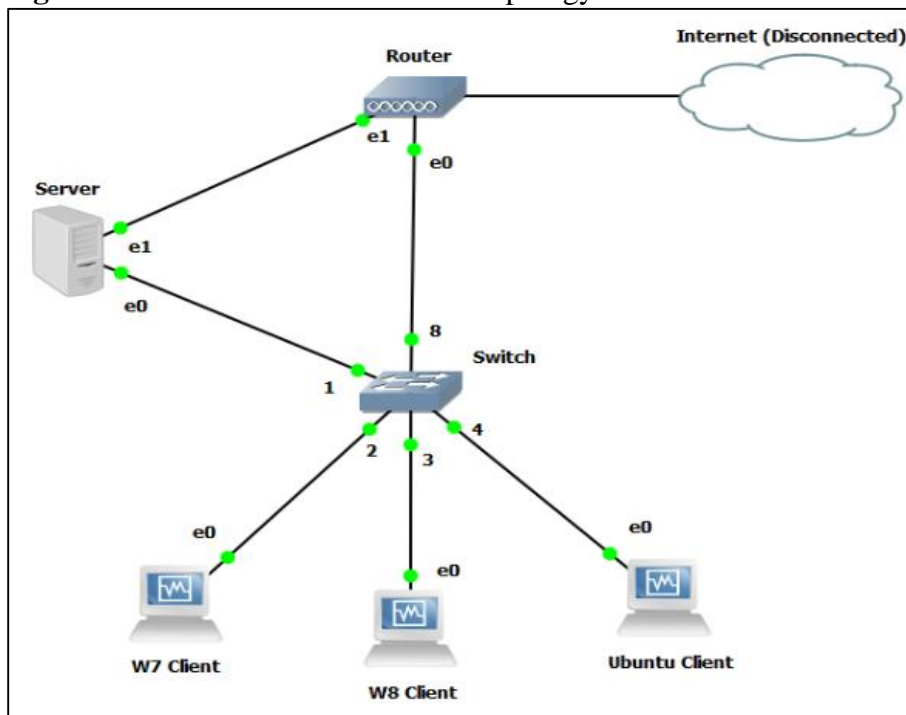 Internet (Disconnected)
Router
e1
e0
Server
e1
e0
8
Switch
1
2
3
4
e0
e0
e0
W7 Client
W8 Client
Ubuntu Client